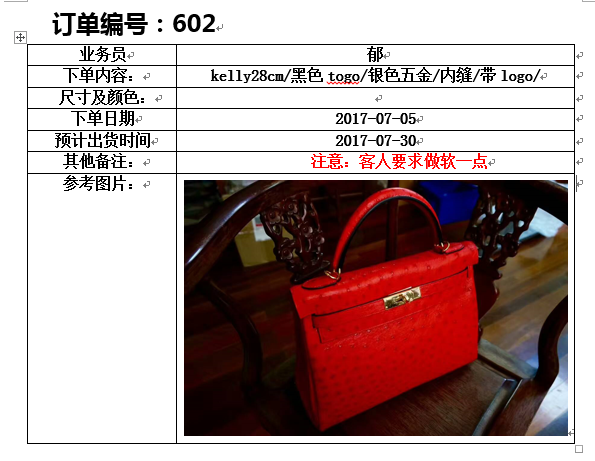 订单编号：602
业务员
郁
下单内容：
kelly28cm/黑色 togo/银色五金/内缝/带 logo/
尺寸及颜色：
下单日期
2017-07-05
预计出货时间
2017-07-30
其他备注：
注意：客人要求做软一点
参考图片：